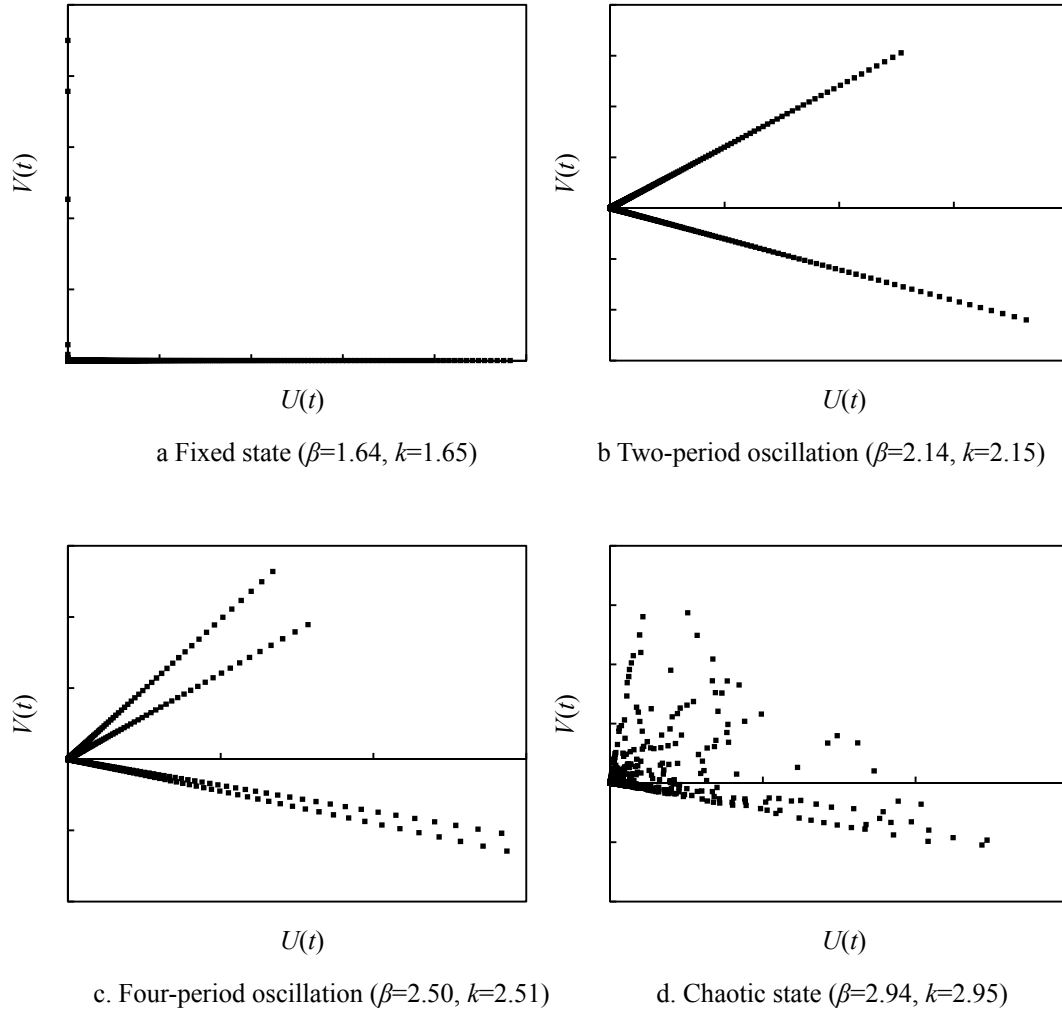 V(t)
V(t)
U(t)
U(t)
a Fixed state (β=1.64, k=1.65)
b Two-period oscillation (β=2.14, k=2.15)
V(t)
V(t)
U(t)
U(t)
c. Four-period oscillation (β=2.50, k=2.51)
d. Chaotic state (β=2.94, k=2.95)